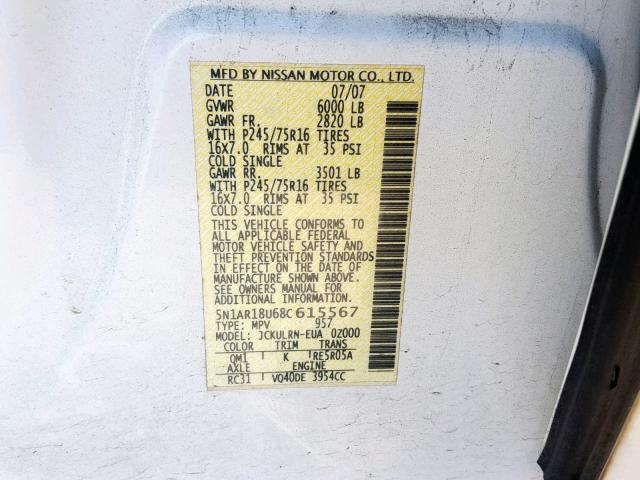 MFD BY NISSAN MOTOR CO., LTD.
DATE 07/07
GVWR 6000 LB
GAWR FR. 2820 LB
WITH P245/75R16 TIRES
16X7.0 RIMS AT 35 PSI
COLD SINGLE
GAWR RR. 3501 LB
WITH P245/75R16 TIRES
16X7.0 RIMS AT 35 PSI
COLD SINGLE
THIS VEHICLE CONFORMS TO
ALL APPLICABLE FEDERAL
MOTOR VEHICLE SAFETY AND
THEFT PREVENTION STANDARDS
IN EFFECT ON THE DATE OF
MANUFACTURE SHOWN ABOVE.
SEE OWNERS MANUAL FOR
ADDITIONAL INFORMATION.
5N1AR18U68C615567
TYPE: MPV 957
MODEL: JCKULRN-EUA 0Z000
COLOR TRIM TRANS
QM1 K RE5R05A
AXLE ENGINE
RC31 VQ40DE 3954CC